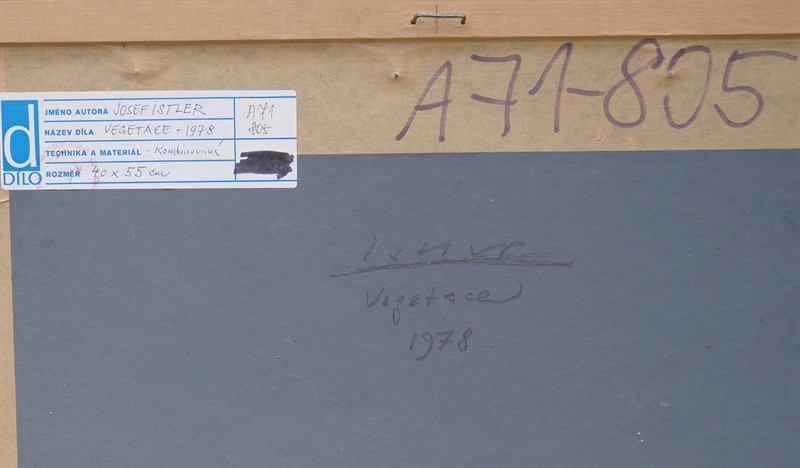 A71-805
d
DÍLO
JMÉNO AUTORA JOSEF ISTLER
NÁZEV DÍLA VEGETACE - 1978
TECHNIKA A MATERIÁL - Kombinovaná
ROZMĚR 40 x 55 cm
A71
805
Vegetace
1978